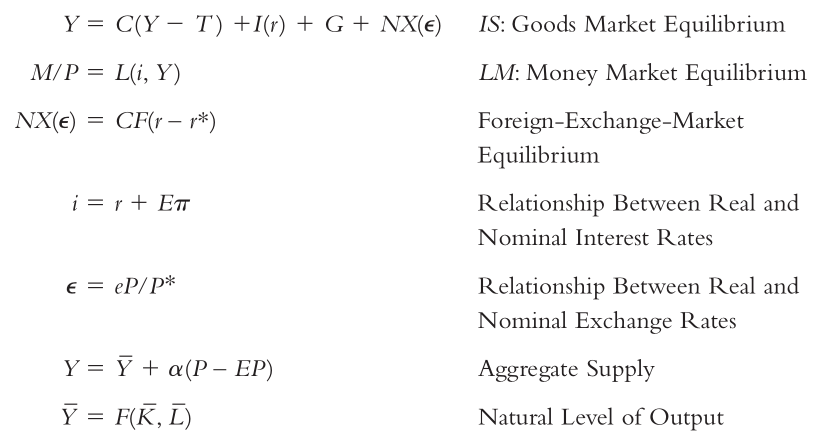 Y = C(Y − T) +I(r) + G + NX(ϵ) IS: Goods Market Equilibrium
M/P = L(i, Y) LM: Money Market Equilibrium
NX(ϵ) = CF(r − r*) Foreign-Exchange-Market
Equilibrium
i = r + Eπ Relationship Between Real and
Nominal Interest Rates
ϵ = eP/P* Relationship Between Real and
Nominal Exchange Rates
Y = Y̅ + α(P − EP) Aggregate Supply
Y̅ = F(K̅, L̅) Natural Level of Output